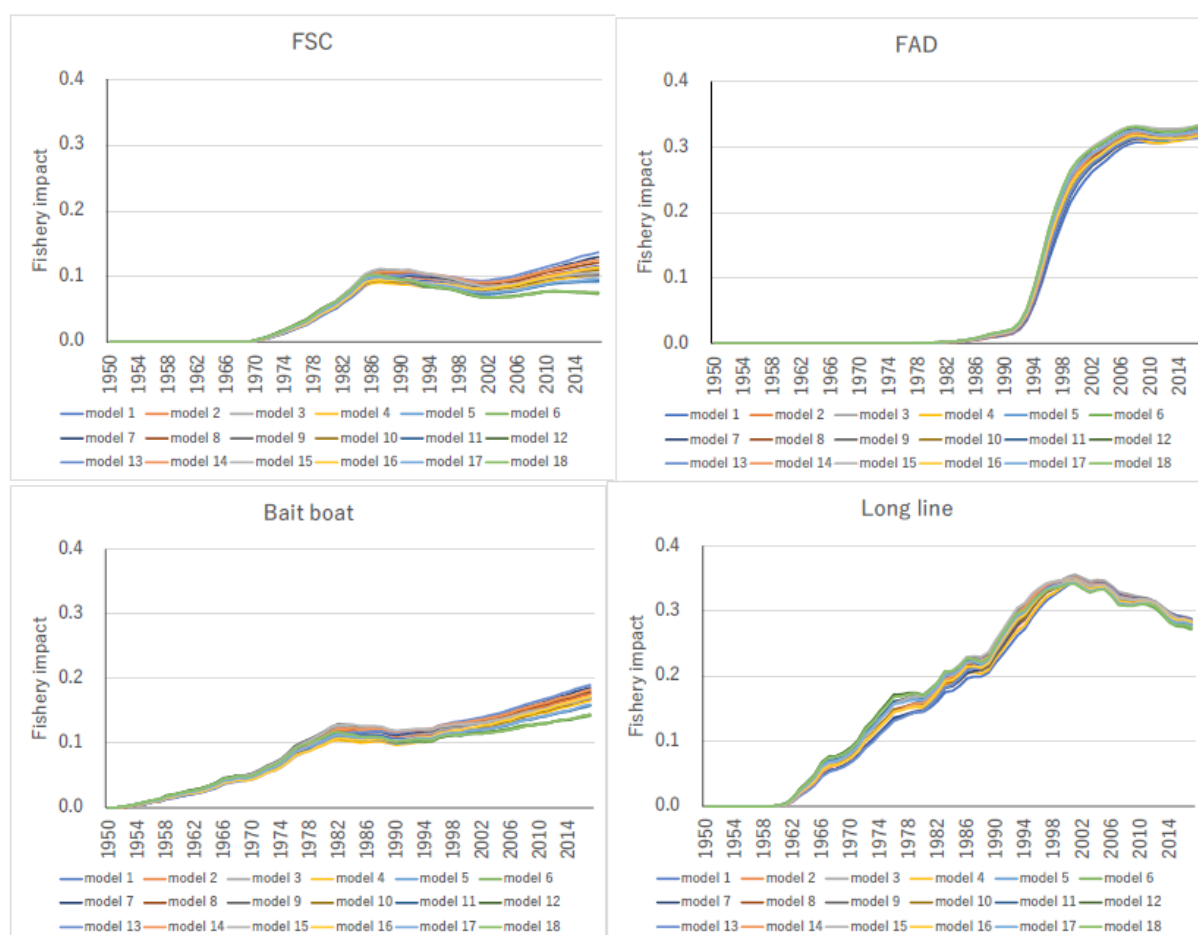 FSC
0.4
0.3
0.2
0.1
0.0
Fishery impact
1950 1954 1958 1962 1966 1970 1974 1978 1982 1986 1990 1994 1998 2002 2006 2010 2014
model 1 model 2 model 3 model 4 model 5 model 6
model 7 model 8 model 9 model 10 model 11 model 12
model 13 model 14 model 15 model 16 model 17 model 18
FAD
0.4
0.3
0.2
0.1
0.0
Fishery impact
1950 1954 1958 1962 1966 1970 1974 1978 1982 1986 1990 1994 1998 2002 2006 2010 2014
model 1 model 2 model 3 model 4 model 5 model 6
model 7 model 8 model 9 model 10 model 11 model 12
model 13 model 14 model 15 model 16 model 17 model 18
Bait boat
0.4
0.3
0.2
0.1
0.0
Fishery impact
1950 1954 1958 1962 1966 1970 1974 1978 1982 1986 1990 1994 1998 2002 2006 2010 2014
model 1 model 2 model 3 model 4 model 5 model 6
model 7 model 8 model 9 model 10 model 11 model 12
model 13 model 14 model 15 model 16 model 17 model 18
Long line
0.4
0.3
0.2
0.1
0.0
Fishery impact
1950 1954 1958 1962 1966 1970 1974 1978 1982 1986 1990 1994 1998 2002 2006 2010 2014
model 1 model 2 model 3 model 4 model 5 model 6
model 7 model 8 model 9 model 10 model 11 model 12
model 13 model 14 model 15 model 16 model 17 model 18